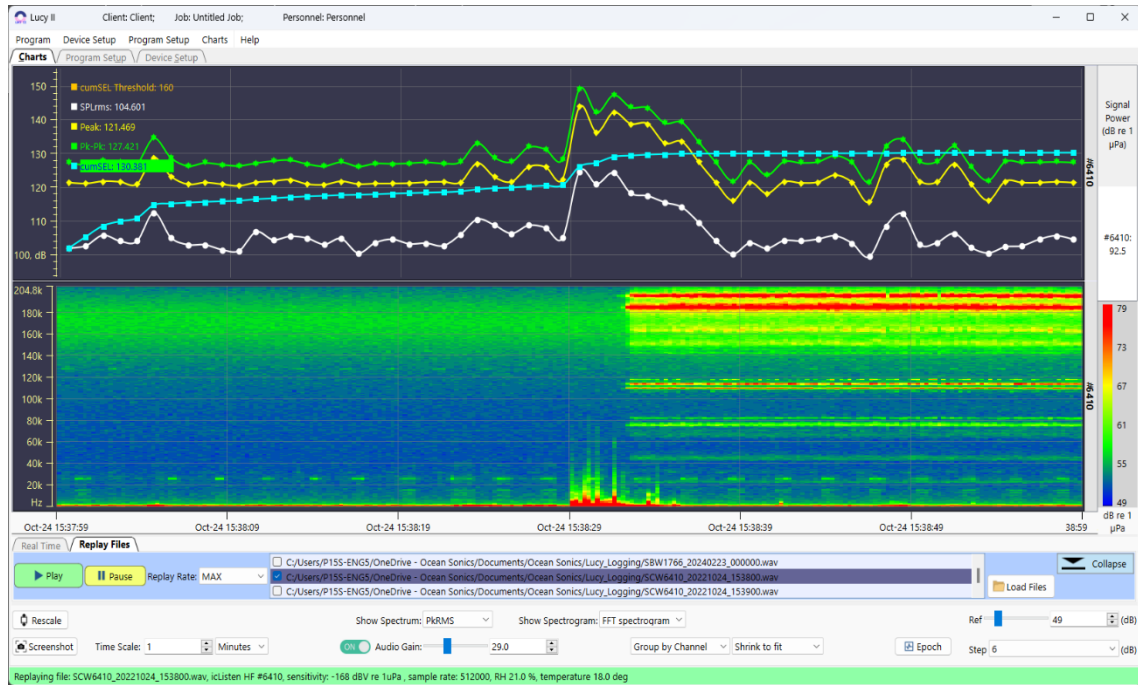 Lucy II Client: Client; Job: Untitled Job; Personnel: Personnel
Program Device Setup Program Setup Charts Help
Charts Program Setup Device Setup
150
140
130
120
110
100, dB
cumSEL Threshold: 160
SPLrms: 104.601
Peak: 121.469
Pk-Pk: 127.421
cumSEL: 130.381
#6410
Signal
Power
(dB re 1
µPa)
#6410:
92.5
204.8k
180k
160k
140k
120k
100k
80k
60k
40k
20k
Hz
#6410
79
73
67
61
55
49
dB re 1
µPa
Oct-24 15:37:59 Oct-24 15:38:09 Oct-24 15:38:19 Oct-24 15:38:29 Oct-24 15:38:39 Oct-24 15:38:49 38:59
Real Time Replay Files
Play Pause Replay Rate: MAX
C:/Users/P15S-ENG5/OneDrive - Ocean Sonics/Documents/Ocean Sonics/Lucy_Logging/SBW1766_20240223_000000.wav
C:/Users/P15S-ENG5/OneDrive - Ocean Sonics/Documents/Ocean Sonics/Lucy_Logging/SCW6410_20221024_153800.wav
C:/Users/P15S-ENG5/OneDrive - Ocean Sonics/Documents/Ocean Sonics/Lucy_Logging/SCW6410_20221024_153900.wav
Load Files
Collapse
Rescale Show Spectrum: PkRMS Show Spectrogram: FFT spectrogram Ref 49 (dB)
Screenshot Time Scale: 1 Minutes ON Audio Gain: 29.0 Group by Channel Shrink to fit Epoch Step 6 (dB)
Replaying file: SCW6410_20221024_153800.wav, icListen HF #6410, sensitivity: -168 dBV re 1uPa , sample rate: 512000, RH 21.0 %, temperature 18.0 deg